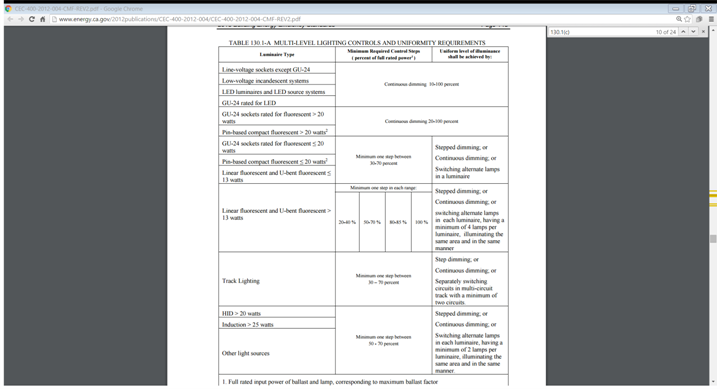 CEC-400-2012-004-CMF-REV2.pdf - Google Chrome
www.energy.ca.gov/2012publications/CEC-400-2012-004/CEC-400-2012-004-CMF-REV2.pdf
130.1(c)
10 of 24
TABLE 130.1-A MULTI-LEVEL LIGHTING CONTROLS AND UNIFORMITY REQUIREMENTS
Luminaire Type
Minimum Required Control Steps
( percent of full rated power¹)
Uniform level of illuminance
shall be achieved by:
Line-voltage sockets except GU-24
Low-voltage incandescent systems
LED luminaires and LED source systems
GU-24 rated for LED
Continuous dimming 10-100 percent
GU-24 sockets rated for fluorescent > 20
watts
Pin-based compact fluorescent > 20 watts²
Continuous dimming 20-100 percent
GU-24 sockets rated for fluorescent ≤ 20
watts
Pin-based compact fluorescent ≤ 20 watts²
Linear fluorescent and U-bent fluorescent ≤
13 watts
Minimum one step between
30-70 percent
Stepped dimming; or
Continuous dimming; or
Switching alternate lamps
in a luminaire
Linear fluorescent and U-bent fluorescent >
13 watts
Minimum one step in each range:
20-40 %
50-70 %
80-85 %
100 %
Stepped dimming; or
Continuous dimming; or
switching alternate lamps
in each luminaire, having a
minimum of 4 lamps per
luminaire, illuminating the
same area and in the same
manner
Track Lighting
Minimum one step between
30 – 70 percent
Step dimming; or
Continuous dimming; or
Separately switching
circuits in multi-circuit
track with a minimum of
two circuits.
HID > 20 watts
Induction > 25 watts
Other light sources
Minimum one step between
50 - 70 percent
Stepped dimming; or
Continuous dimming; or
Switching alternate lamps
in each luminaire, having a
minimum of 2 lamps per
luminaire, illuminating the
same area and in the same
manner.
1. Full rated input power of ballast and lamp, corresponding to maximum ballast factor